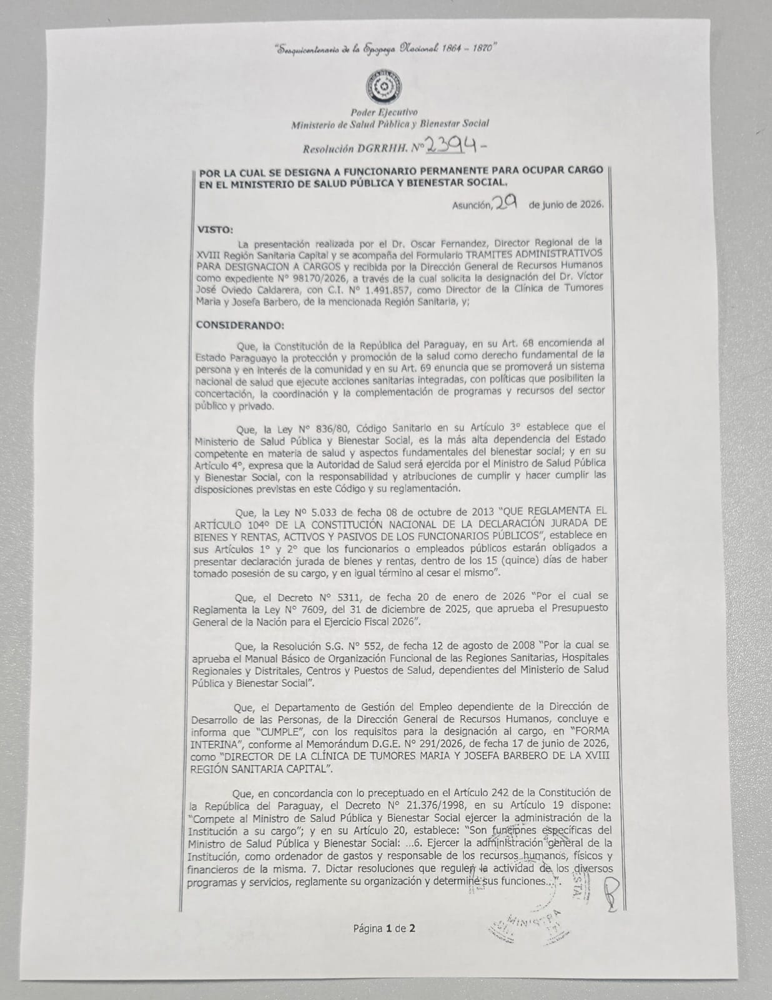 "Sesquicentenario de la Epopeya Nacional: 1864 – 1870"
REPÚBLICA DEL PARAGUAY
Poder Ejecutivo
Ministerio de Salud Pública y Bienestar Social
Resolución DGRRHH. Nº 2394-
POR LA CUAL SE DESIGNA A FUNCIONARIO PERMANENTE PARA OCUPAR CARGO
EN EL MINISTERIO DE SALUD PÚBLICA Y BIENESTAR SOCIAL.
Asunción, 29 de junio de 2026.
VISTO:
La presentación realizada por el Dr. Oscar Fernandez, Director Regional de la
XVIII Región Sanitaria Capital y se acompaña del Formulario TRAMITES ADMINISTRATIVOS
PARA DESIGNACION A CARGOS y recibida por la Dirección General de Recursos Humanos
como expediente Nº 98170/2026, a través de la cual solicita la designación del Dr. Víctor
José Oviedo Caldarera, con C.I. Nº 1.491.857, como Director de la Clínica de Tumores
Maria y Josefa Barbero, de la mencionada Región Sanitaria, y;
CONSIDERANDO:
Que, la Constitución de la República del Paraguay, en su Art. 68 encomienda al
Estado Paraguayo la protección y promoción de la salud como derecho fundamental de la
persona y en interés de la comunidad y en su Art. 69 enuncia que se promoverá un sistema
nacional de salud que ejecute acciones sanitarias integradas, con políticas que posibiliten la
concertación, la coordinación y la complementación de programas y recursos del sector
público y privado.
Que, la Ley Nº 836/80, Código Sanitario en su Artículo 3º establece que el
Ministerio de Salud Pública y Bienestar Social, es la más alta dependencia del Estado
competente en materia de salud y aspectos fundamentales del bienestar social; y en su
Artículo 4º, expresa que la Autoridad de Salud será ejercida por el Ministro de Salud Pública
y Bienestar Social, con la responsabilidad y atribuciones de cumplir y hacer cumplir las
disposiciones previstas en este Código y su reglamentación.
Que, la Ley Nº 5.033 de fecha 08 de octubre de 2013 "QUE REGLAMENTA EL
ARTÍCULO 104º DE LA CONSTITUCIÓN NACIONAL DE LA DECLARACIÓN JURADA DE
BIENES Y RENTAS, ACTIVOS Y PASIVOS DE LOS FUNCIONARIOS PÚBLICOS", establece en
sus Artículos 1º y 2º que los funcionarios o empleados públicos estarán obligados a
presentar declaración jurada de bienes y rentas, dentro de los 15 (quince) días de haber
tomado posesión de su cargo, y en igual término al cesar el mismo".
Que, el Decreto Nº 5311, de fecha 20 de enero de 2026 "Por el cual se
Reglamenta la Ley Nº 7609, del 31 de diciembre de 2025, que aprueba el Presupuesto
General de la Nación para el Ejercicio Fiscal 2026".
Que, la Resolución S.G. Nº 552, de fecha 12 de agosto de 2008 "Por la cual se
aprueba el Manual Básico de Organización Funcional de las Regiones Sanitarias, Hospitales
Regionales y Distritales, Centros y Puestos de Salud, dependientes del Ministerio de Salud
Pública y Bienestar Social".
Que, el Departamento de Gestión del Empleo dependiente de la Dirección de
Desarrollo de las Personas, de la Dirección General de Recursos Humanos, concluye e
informa que "CUMPLE", con los requisitos para la designación al cargo, en "FORMA
INTERINA", conforme al Memorándum D.G.E. Nº 291/2026, de fecha 17 de junio de 2026,
como "DIRECTOR DE LA CLÍNICA DE TUMORES MARIA Y JOSEFA BARBERO DE LA XVIII
REGIÓN SANITARIA CAPITAL".
Que, en concordancia con lo preceptuado en el Artículo 242 de la Constitución de
la República del Paraguay, el Decreto Nº 21.376/1998, en su Artículo 19 dispone:
"Compete al Ministro de Salud Pública y Bienestar Social ejercer la administración de la
Institución a su cargo"; y en su Artículo 20, establece: "Son funciones específicas del
Ministro de Salud Pública y Bienestar Social: ...6. Ejercer la administración general de la
Institución, como ordenador de gastos y responsable de los recursos humanos, físicos y
financieros de la misma. 7. Dictar resoluciones que regulen la actividad de los diversos
programas y servicios, reglamente su organización y determine sus funciones...".
MINISTRA
Página 1 de 2